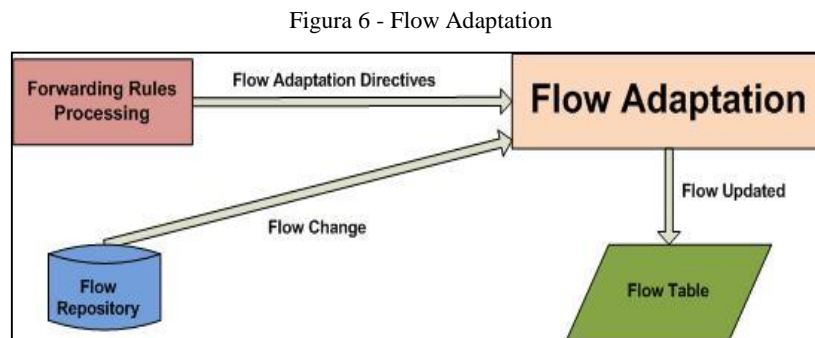 Figura 6 - Flow Adaptation
Forwarding Rules
Processing
Flow Adaptation Directives
Flow Adaptation
Flow Change
Flow Updated
Flow
Repository
Flow Table